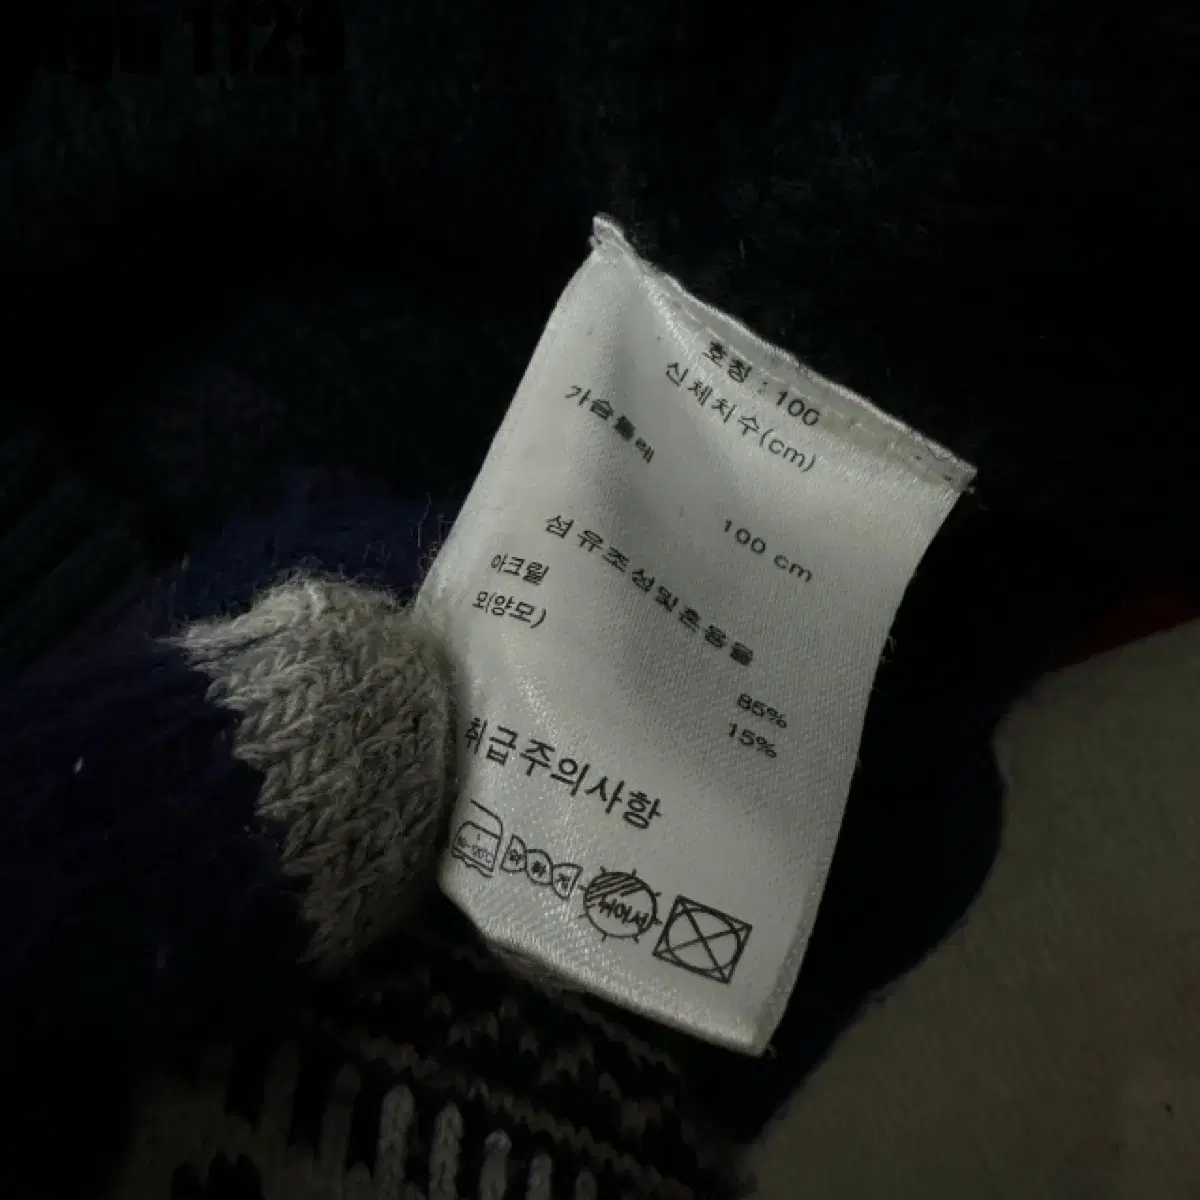 1129
호칭 : 100
신체치수(cm)
가슴둘레
100 cm
섬유조성및혼용율
아크릴
85%
외(양모)
15%
취급주의사항
약하게
뉘어서